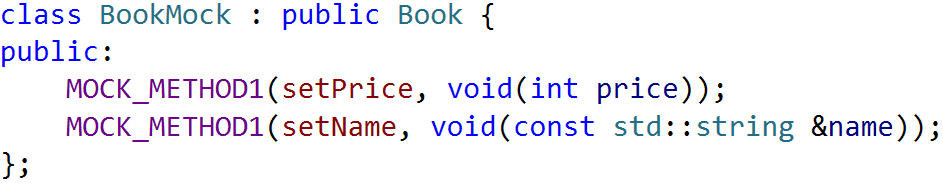 class BookMock : public Book {
public:
    MOCK_METHOD1(setPrice, void(int price));
    MOCK_METHOD1(setName, void(const std::string &name));
};